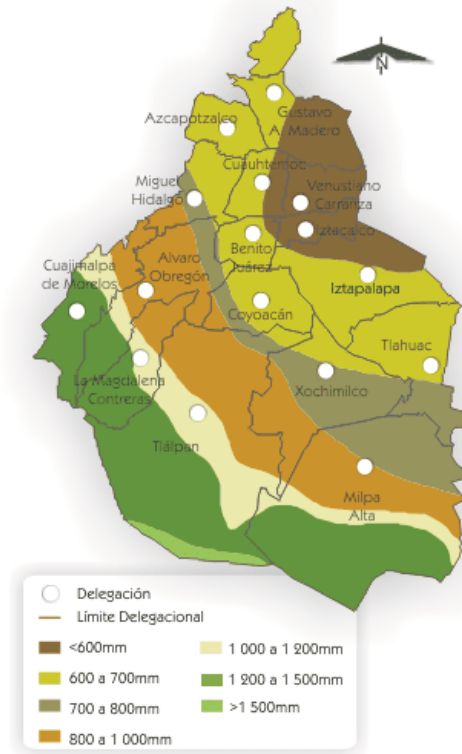 N
Gustavo
A. Madero
Azcapotzalco
Cuauhtemoc
Miguel
Hidalgo
Venustiano
Carranza
Iztacalco
Benito
Juárez
Cuajimalpa
de Morelos
Alvaro
Obregón
Iztapalapa
Coyoacán
Tlahuac
La Magdalena
Contreras
Xochimilco
Tlálpan
Milpa
Alta
Delegación
Límite Delegacional
<600mm
600 a 700mm
700 a 800mm
800 a 1 000mm
1 000 a 1 200mm
1 200 a 1 500mm
>1 500mm